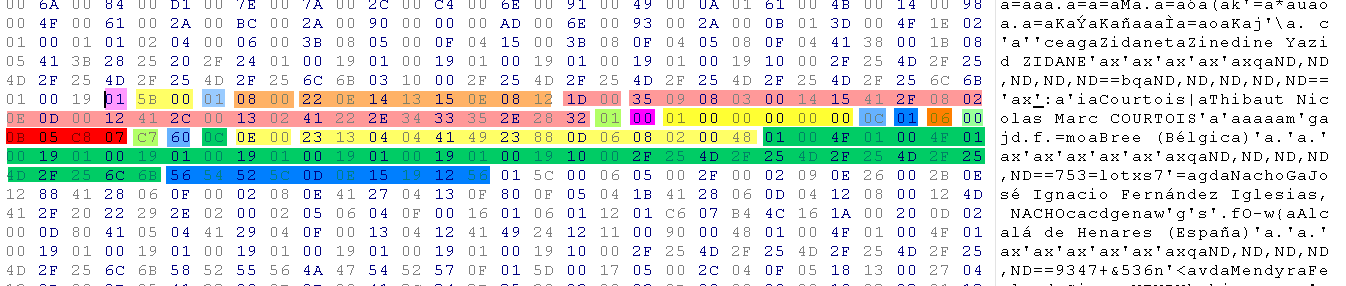 00 6A 00 84 00 D1 00 7E 00 7A 00 2C 00 C4 00 6E 00 91 00 49 00 0A 01 61 00 4B 00 14 00 98
00 4F 00 61 00 2A 00 BC 00 2A 00 90 00 00 00 AD 00 6E 00 93 00 2A 00 B1 01 3D 00 4F 1E 02 a.a=aKaÝaKañaaaÌa=aoaKaj'\a. c
01 00 01 01 02 04 00 06 00 3B 08 05 00 0F 04 15 00 3B 08 0F 04 05 08 0F 04 41 38 00 1B 08 'a''ceagaZidanetaZinedine Yazi
05 41 3B 28 25 20 2F 24 01 00 19 01 00 19 01 00 19 01 00 19 01 00 19 10 00 2F 25 4D 2F 25 d ZIDANE'ax'ax'ax'ax'axqaND,ND
4D 2F 25 4D 2F 25 4D 2F 25 6C 6B 03 10 00 2F 25 4D 2F 25 4D 2F 25 4D 2F 25 4D 2F 25 6C 6B ,ND,ND,ND==bqaND,ND,ND,ND,ND==
01 00 19 01 5B 00 01 08 00 22 0E 14 13 15 0E 08 12 1D 00 35 09 08 03 00 14 15 41 2F 08 02 'ax':a'iaCourtois|aThibaut Nic
0E 0D 00 12 41 2C 00 13 02 41 22 2E 34 33 35 2E 28 32 01 00 01 00 00 00 00 00 0C 01 06 00 olas Marc COURTOIS'a'aaaaam'ga
0B 05 C8 07 C7 60 0C 0E 00 23 13 04 04 41 49 23 88 0D 06 08 02 00 48 01 00 4F 01 00 4F 01 jd.f.=moaBree (Bélgica)'a.'a.'
00 19 01 00 19 01 00 19 01 00 19 01 00 19 01 00 19 10 00 2F 25 4D 2F 25 4D 2F 25 4D 2F 25 ax'ax'ax'ax'ax'axqaND,ND,ND,ND
4D 2F 25 6C 6B 56 54 52 5C 0D 0E 15 19 12 56 01 5C 00 06 05 00 2F 00 02 09 0E 26 00 2B 0E ,ND==753=lotxs7'=agdaNachoGaJo
12 88 41 28 06 0D 00 02 08 0E 41 27 04 13 0F 80 0F 05 04 1B 41 28 06 0D 04 12 08 00 12 4D sé Ignacio Fernández Iglesias,
41 2F 20 22 29 2E 02 00 02 05 06 04 0F 00 16 01 06 01 12 01 C6 07 B4 4C 16 1A 00 20 0D 02 NACHOcacdgenaw'g's'.fO-w{aAlc
00 0D 80 41 05 04 41 29 04 0F 00 13 04 12 41 49 24 12 11 00 90 00 48 01 00 4F 01 00 4F 01 alá de Henares (España)'a.'a.'
00 19 01 00 19 01 00 19 01 00 19 01 00 19 01 00 19 10 00 2F 25 4D 2F 25 4D 2F 25 4D 2F 25 ax'ax'ax'ax'ax'axqaND,ND,ND,ND
4D 2F 25 6C 6B 58 52 55 56 4A 47 54 52 57 0F 01 5D 00 17 05 00 2C 04 0F 05 18 13 00 27 04 ,ND==9347+&536n'<avdaMendyraFe